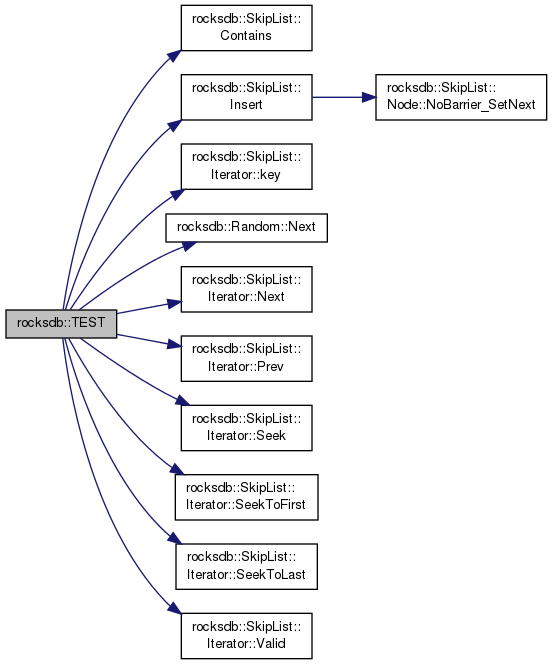 rocksdb::SkipList::
Contains
rocksdb::SkipList::
Insert
rocksdb::SkipList::
Node::NoBarrier_SetNext
rocksdb::SkipList::
Iterator::key
rocksdb::Random::Next
rocksdb::SkipList::
Iterator::Next
rocksdb::TEST
rocksdb::SkipList::
Iterator::Prev
rocksdb::SkipList::
Iterator::Seek
rocksdb::SkipList::
Iterator::SeekToFirst
rocksdb::SkipList::
Iterator::SeekToLast
rocksdb::SkipList::
Iterator::Valid